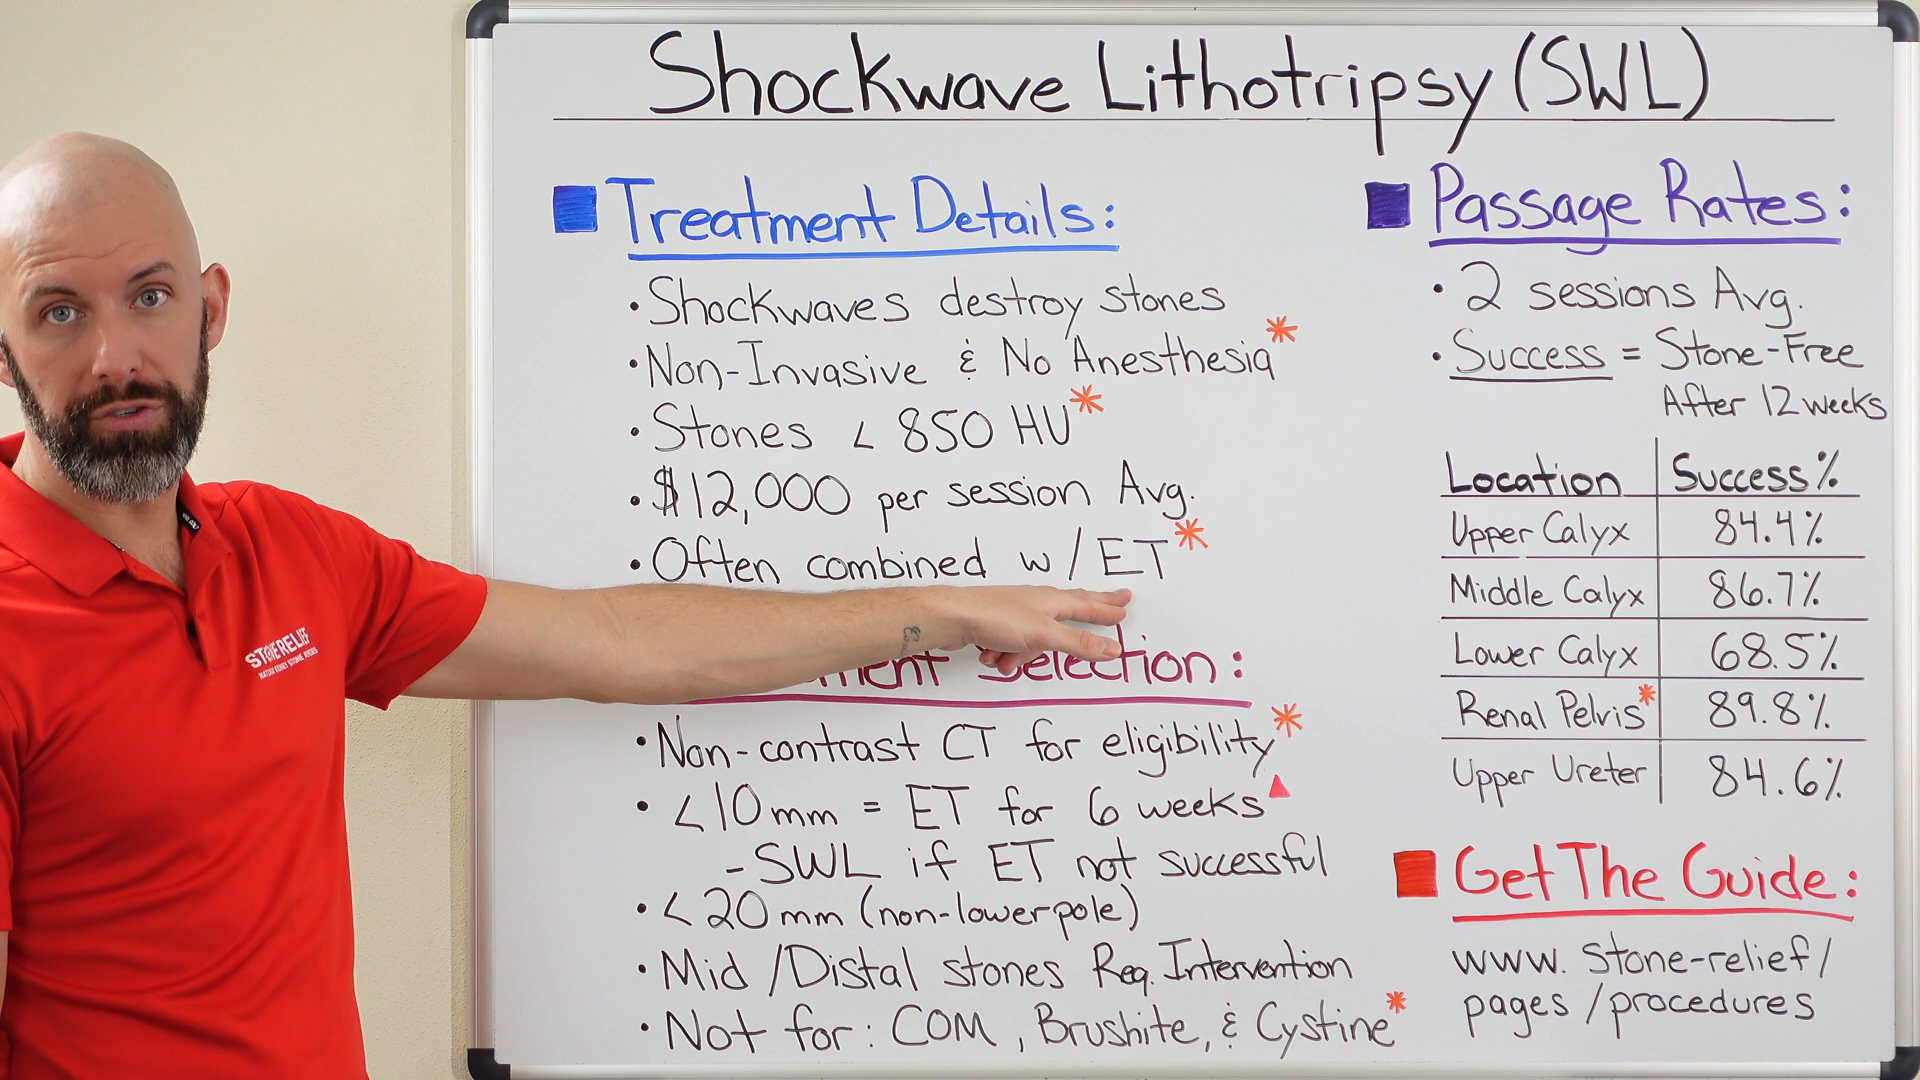 Shockwave Lithotripsy (SWL)
Treatment Details:
• Shockwaves destroy stones
• Non-Invasive & No Anesthesia*
• Stones < 850 HU*
• $12,000 per session Avg.
• Often combined w/ ET*
Selection:
• Non-contrast CT for eligibility*
• <10mm = ET for 6 weeks▲
- SWL if ET not successful
• <20mm (non-lower pole)
• Mid/Distal stones Req. Intervention
• Not for: COM, Brushite, & Cystine*
Passage Rates:
• 2 sessions Avg.
• Success = Stone-Free
After 12 weeks
Location Success%
Upper Calyx 84.4%
Middle Calyx 86.7%
Lower Calyx 68.5%
Renal Pelvis* 89.8%
Upper Ureter 84.6%
Get The Guide:
www.stone-relief/
pages/procedures
STONE RELIEF